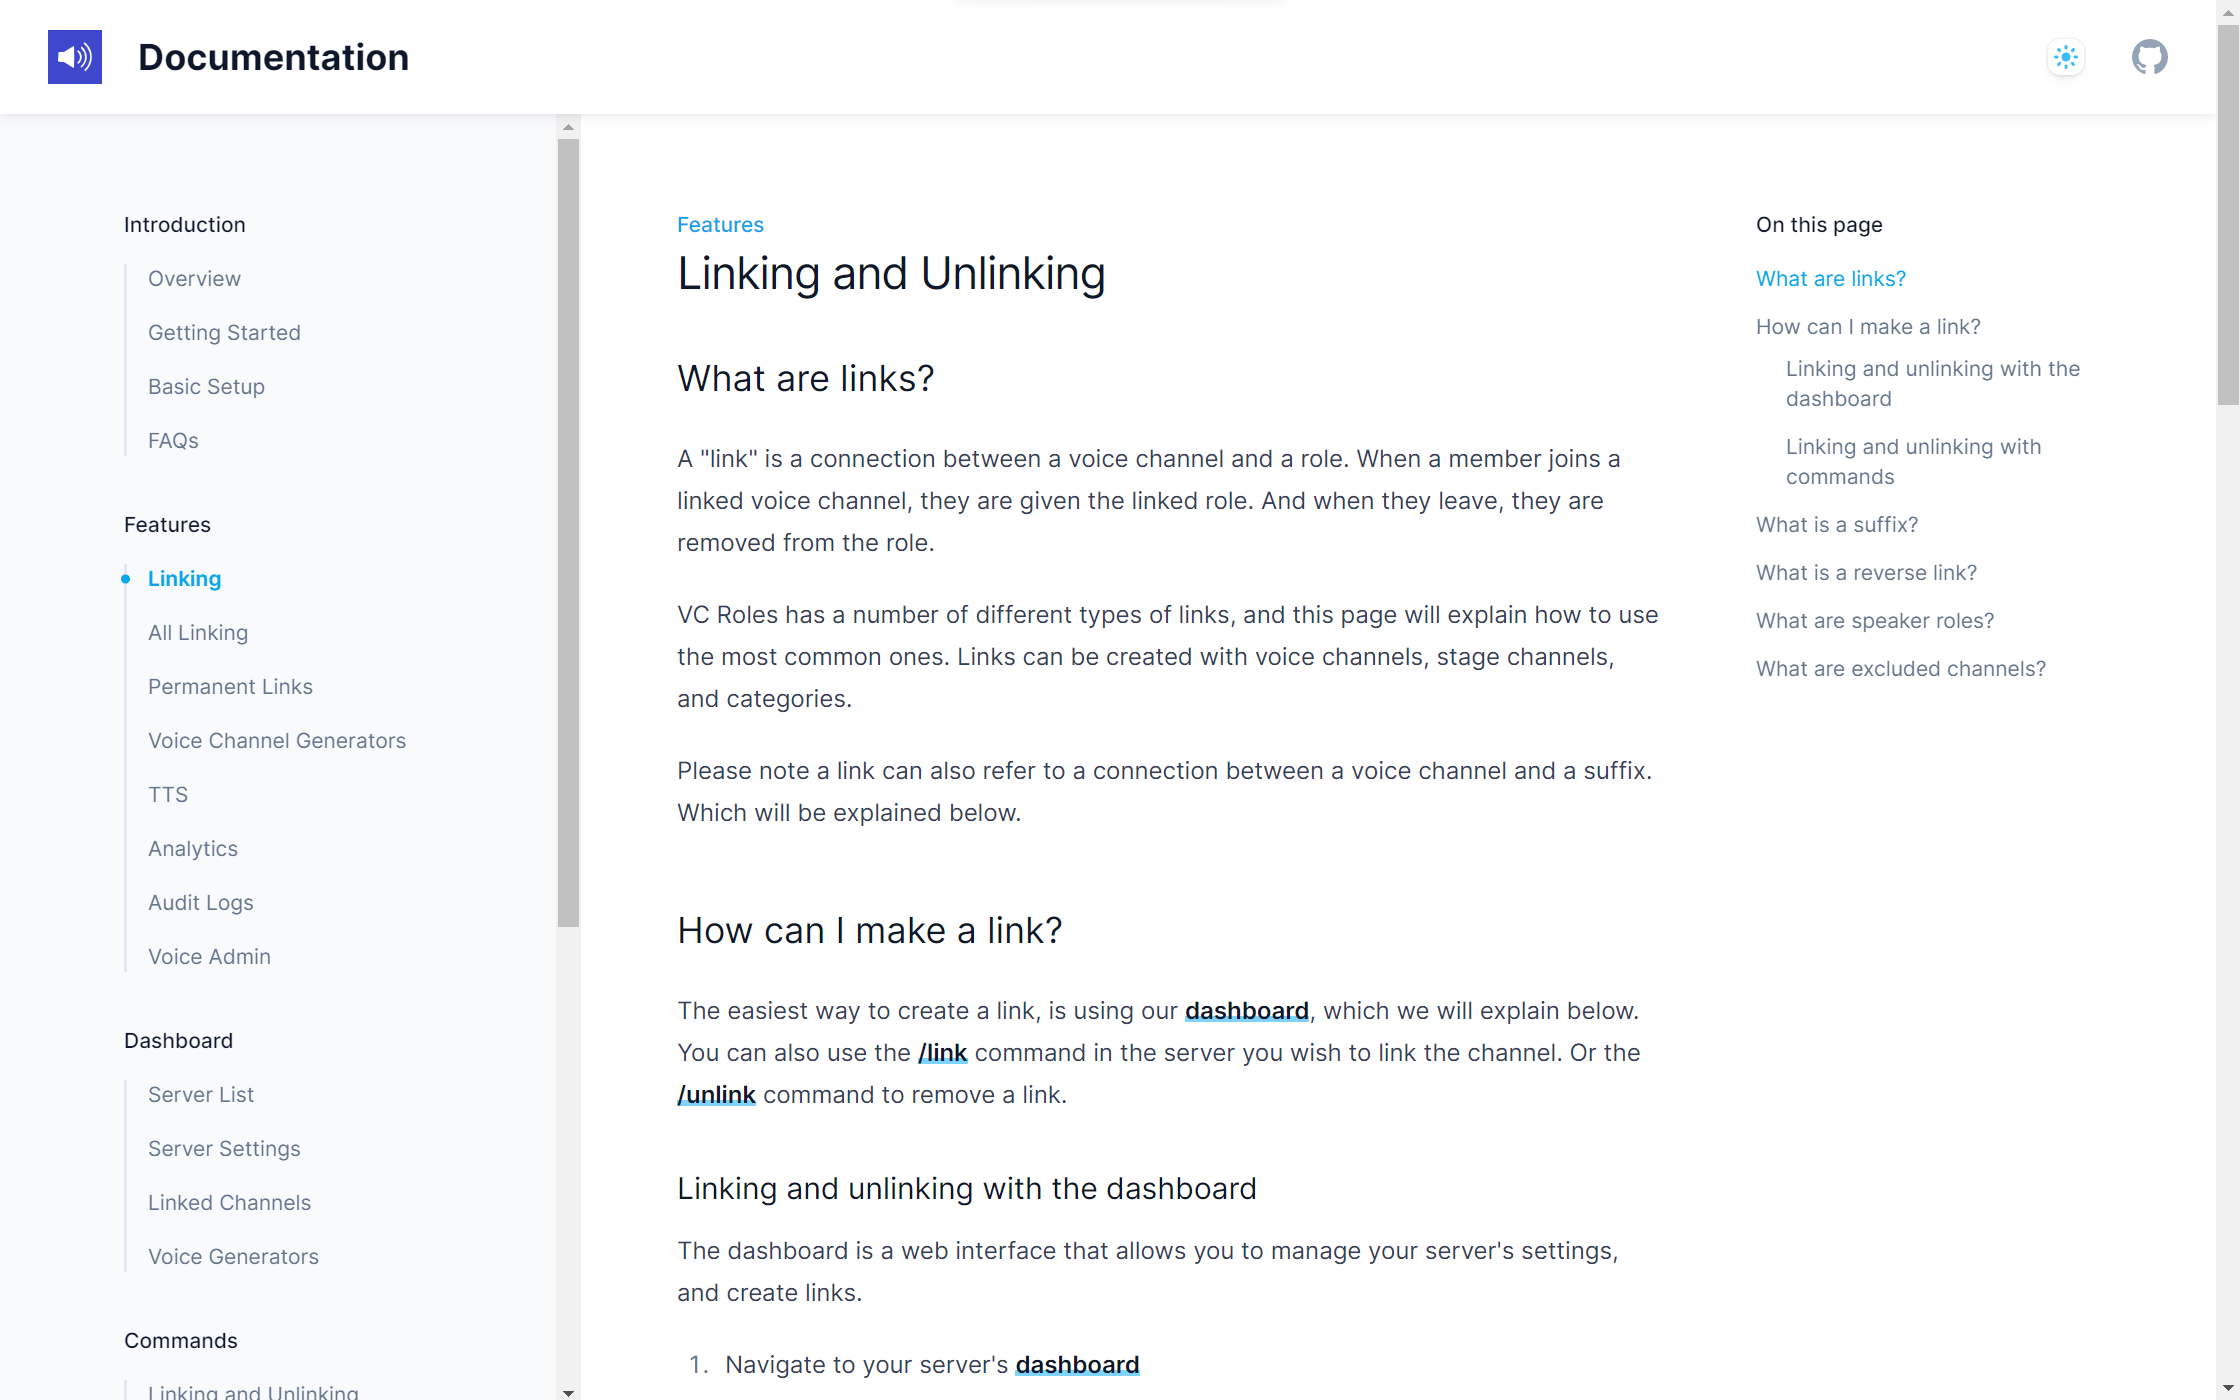 Documentation
Introduction
Overview
Getting Started
Basic Setup
FAQs
Features
Linking
All Linking
Permanent Links
Voice Channel Generators
TTS
Analytics
Audit Logs
Voice Admin
Dashboard
Server List
Server Settings
Linked Channels
Voice Generators
Commands
Linking and Unlinking
Features
Linking and Unlinking
What are links?
A "link" is a connection between a voice channel and a role. When a member joins a
linked voice channel, they are given the linked role. And when they leave, they are
removed from the role.
VC Roles has a number of different types of links, and this page will explain how to use
the most common ones. Links can be created with voice channels, stage channels,
and categories.
Please note a link can also refer to a connection between a voice channel and a suffix.
Which will be explained below.
How can I make a link?
The easiest way to create a link, is using our dashboard, which we will explain below.
You can also use the /link command in the server you wish to link the channel. Or the
/unlink command to remove a link.
Linking and unlinking with the dashboard
The dashboard is a web interface that allows you to manage your server's settings,
and create links.
1. Navigate to your server's dashboard
On this page
What are links?
How can I make a link?
Linking and unlinking with the
dashboard
Linking and unlinking with
commands
What is a suffix?
What is a reverse link?
What are speaker roles?
What are excluded channels?